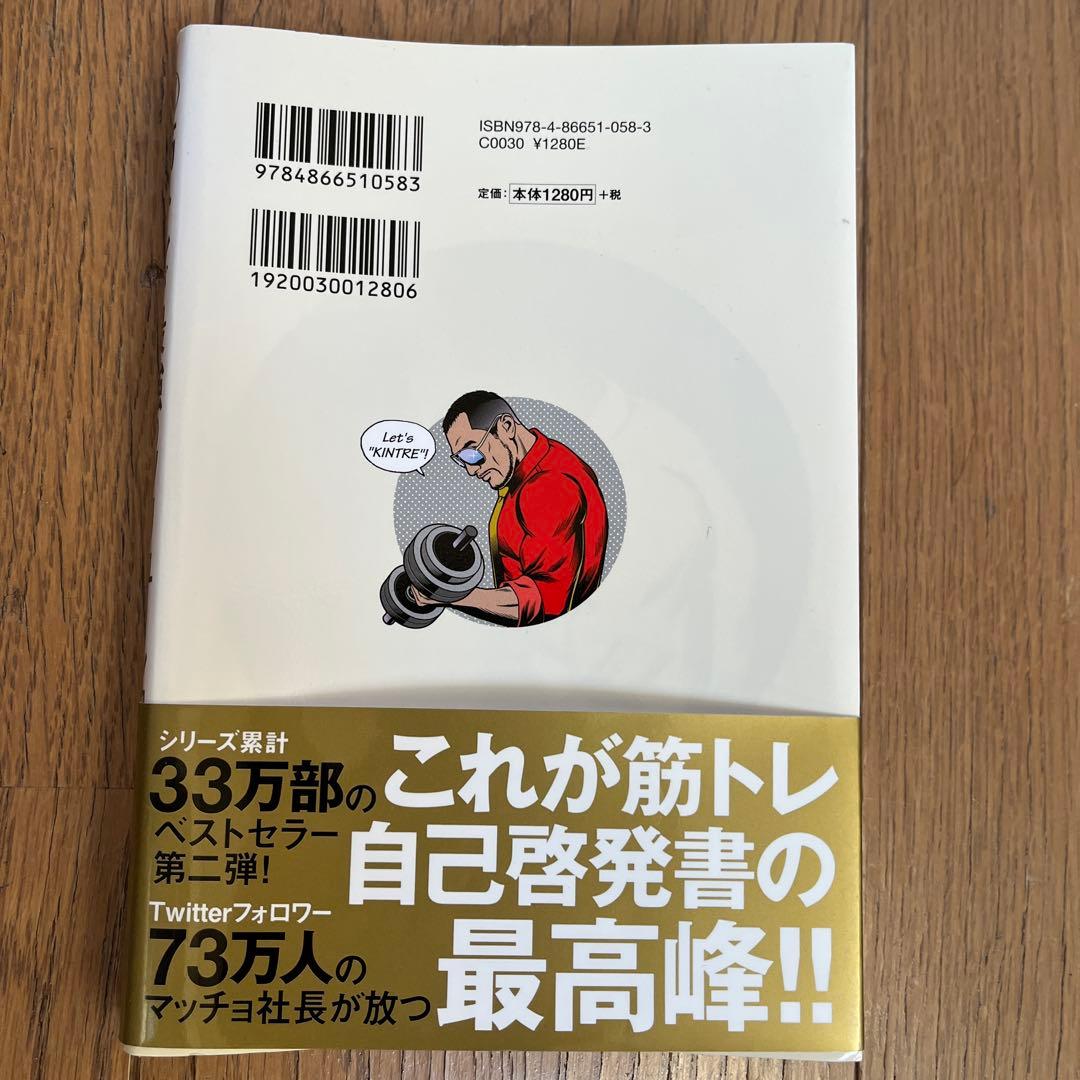 9784866510583
ISBN978-4-86651-058-3
C0030 ¥1280E
定価: 本体1280円 +税
1920030012806
Let's
"KINTRE"!
シリーズ累計
33万部の
ベストセラー
第二弾!
Twitterフォロワー
73万人の
マッチョ社長が放つ
これが筋トレ
自己啓発書の
最高峰!!